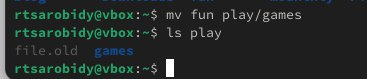 rtsarobidy@vbox:~$ mv fun play/games
rtsarobidy@vbox:~$ ls play
file.old games
rtsarobidy@vbox:~$